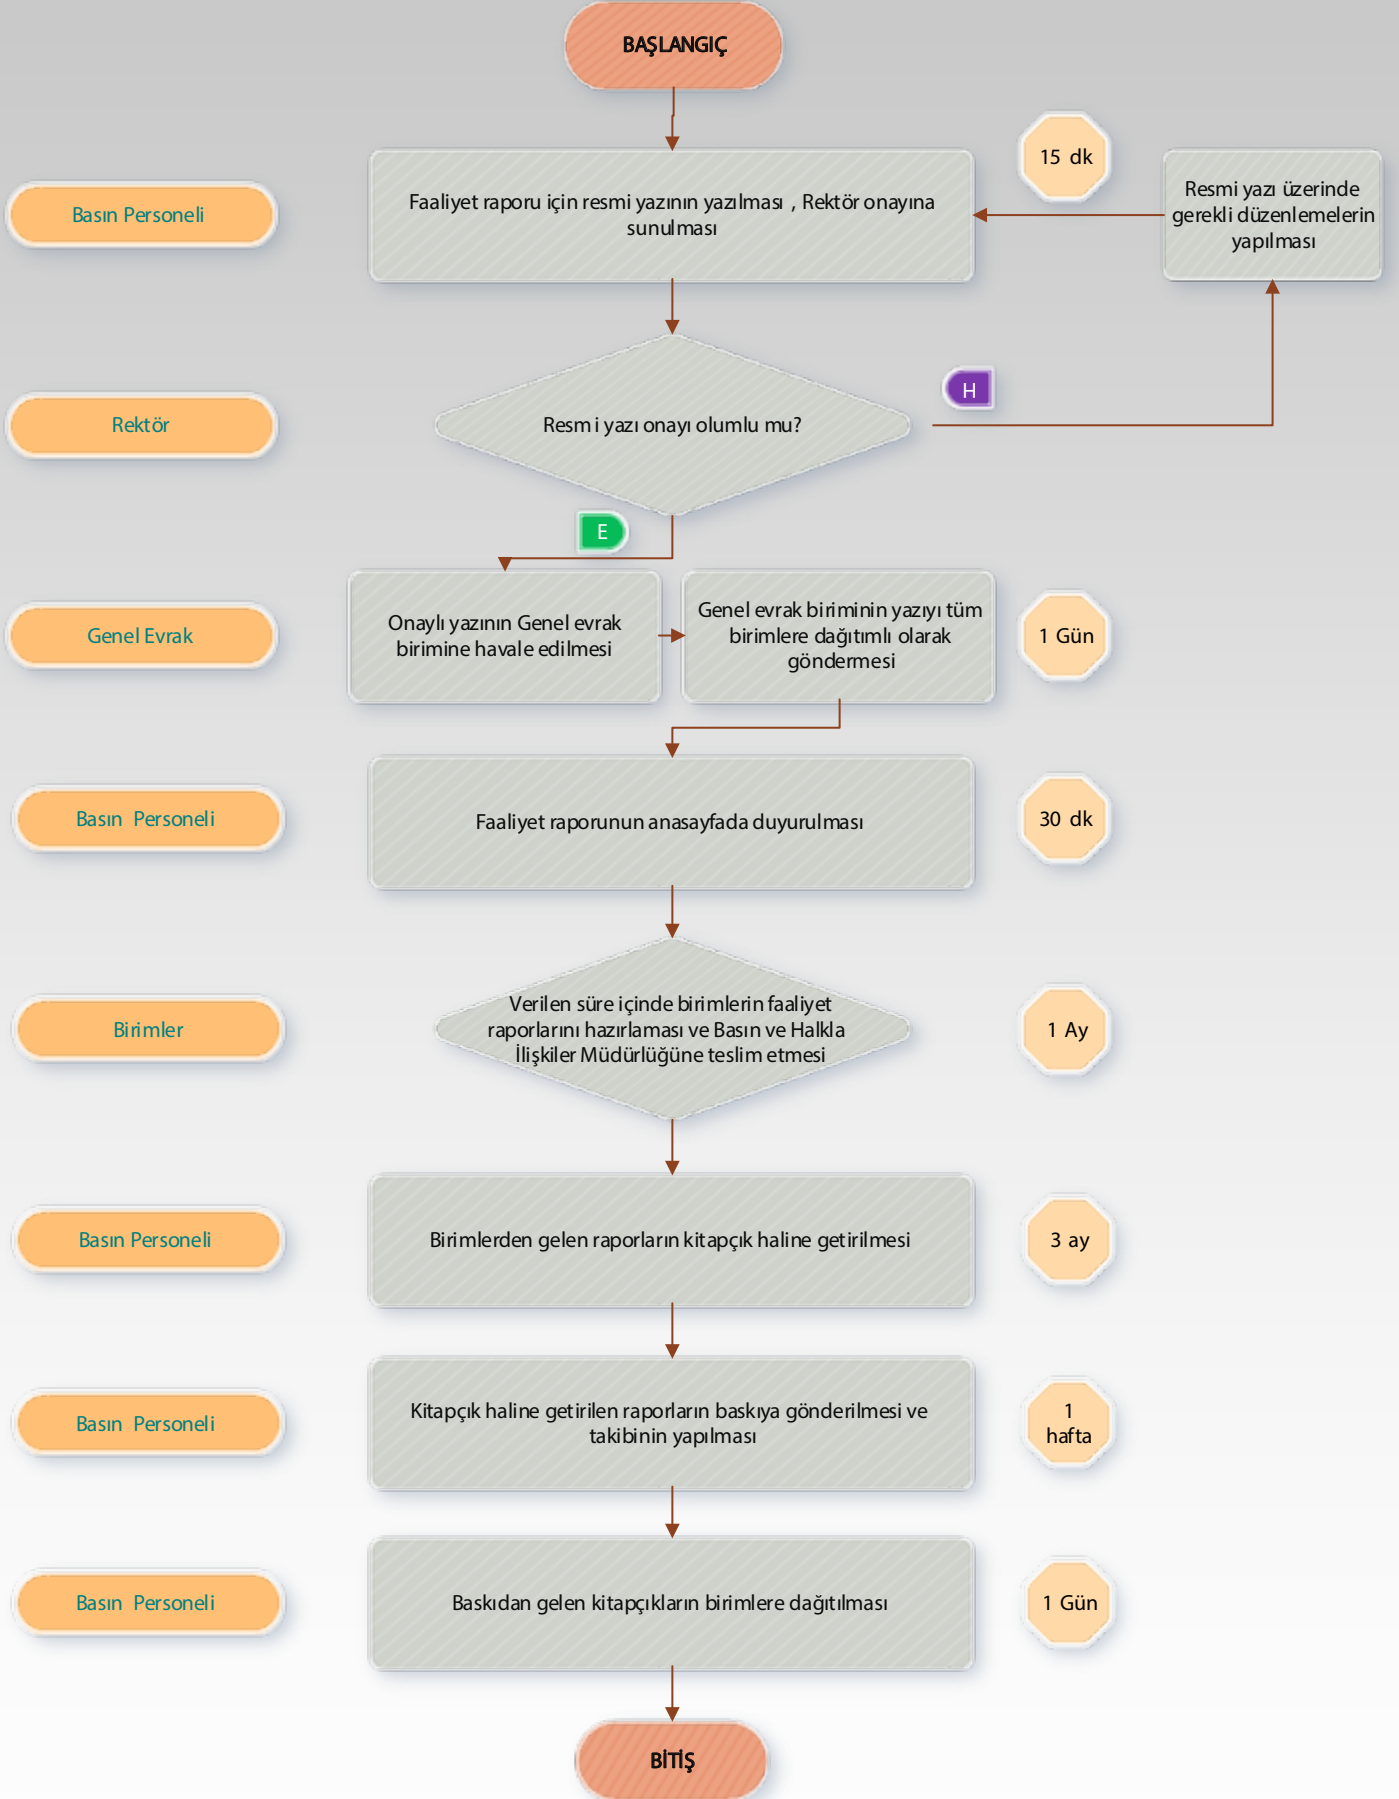 BAŞLANGIÇ
15 dk
Basın Personeli
Faaliyet raporu için resmi yazının yazılması , Rektör onayına
sunulması
Resmi yazı üzerinde
gerekli düzenlemelerin
yapılması
Rektör
Resmi yazı onayı olumlu mu?
H
E
Genel Evrak
Onaylı yazının Genel evrak
birimine havale edilmesi
Genel evrak biriminin yazıyı tüm
birimlere dağıtımlı olarak
göndermesi
1 Gün
Basın Personeli
Faaliyet raporunun anasayfada duyurulması
30 dk
Birimler
Verilen süre içinde birimlerin faaliyet
raporlarını hazırlaması ve Basın ve Halkla
İlişkiler Müdürlüğüne teslim etmesi
1 Ay
Basın Personeli
Birimlerden gelen raporların kitapçık haline getirilmesi
3 ay
Basın Personeli
Kitapçık haline getirilen raporların baskıya gönderilmesi ve
takibinin yapılması
1
hafta
Basın Personeli
Baskıdan gelen kitapçıkların birimlere dağıtılması
1 Gün
BİTİŞ